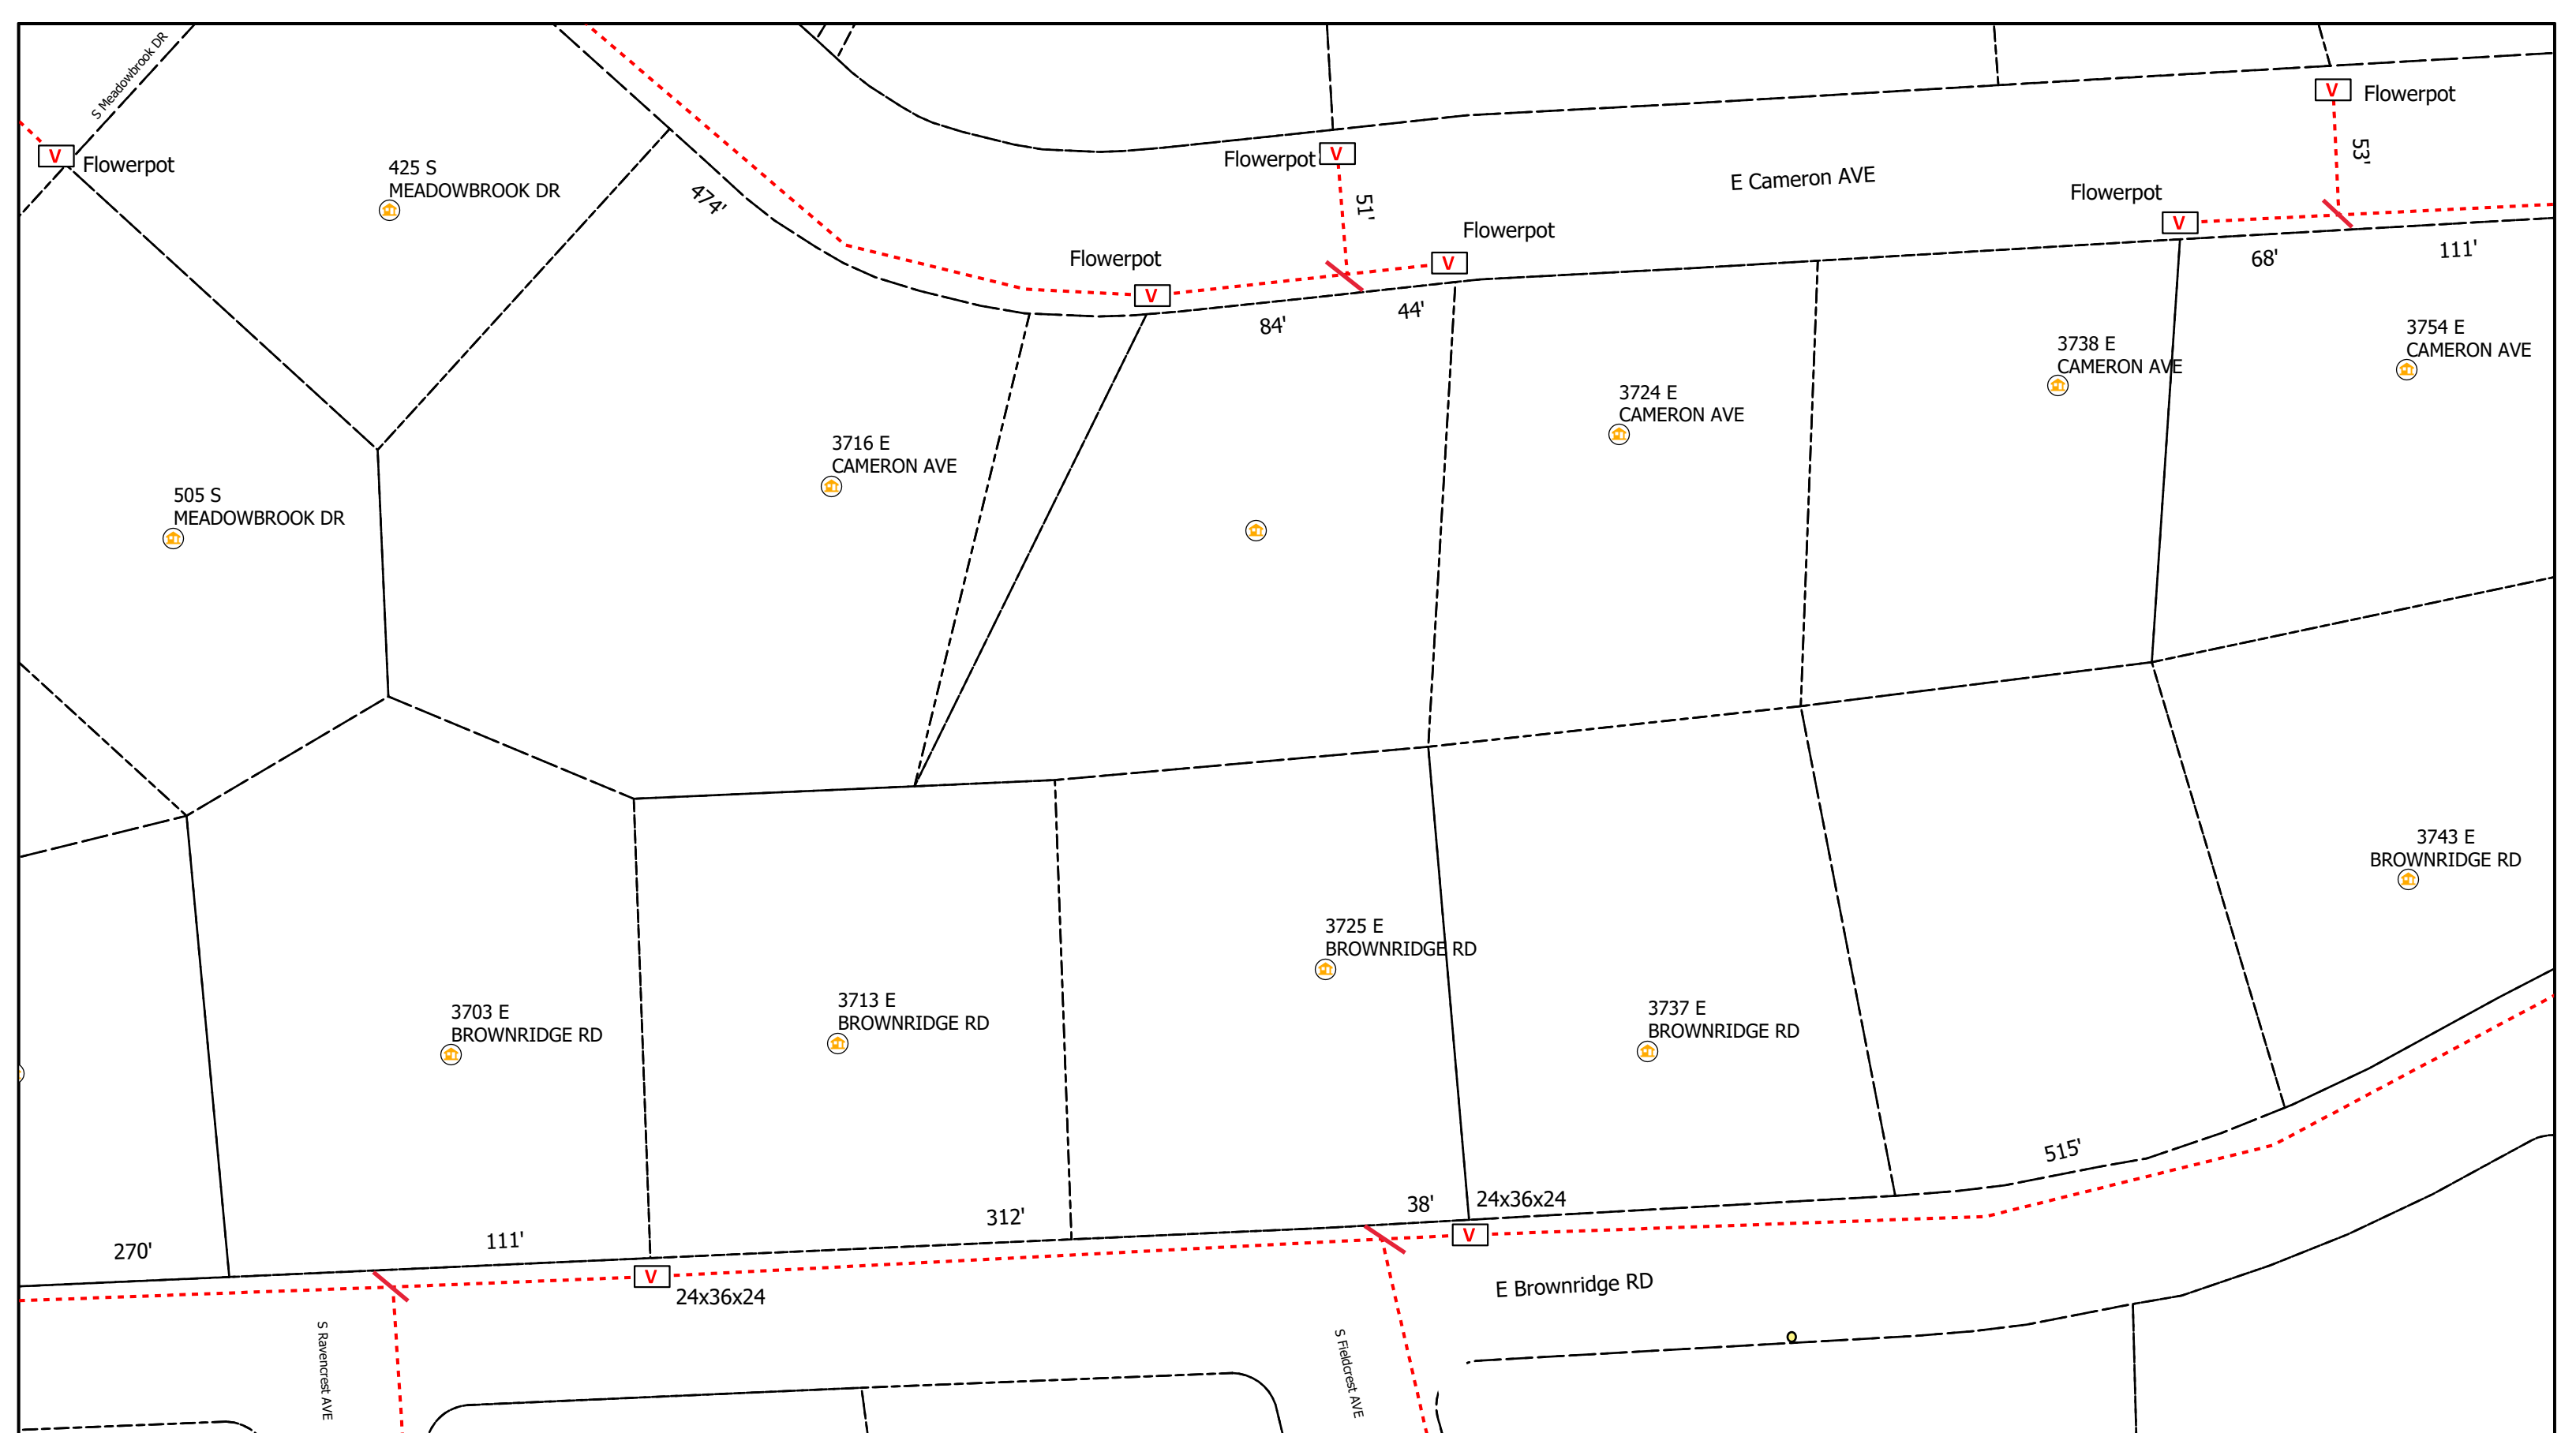 S Meadowbrook DR
V
Flowerpot
425 S
MEADOWBROOK DR
474'
Flowerpot
V
51'
V
Flowerpot
53'
E Cameron AVE
Flowerpot
V
Flowerpot
V
Flowerpot
V
84'
44'
68'
111'
3754 E
CAMERON AVE
3738 E
CAMERON AVE
3724 E
CAMERON AVE
3716 E
CAMERON AVE
505 S
MEADOWBROOK DR
3743 E
BROWNRIDGE RD
3725 E
BROWNRIDGE RD
3713 E
BROWNRIDGE RD
3703 E
BROWNRIDGE RD
3737 E
BROWNRIDGE RD
515'
38'
24x36x24
V
312'
111'
270'
V
24x36x24
E Brownridge RD
S Ravencrest AVE
S Fieldcrest AVE